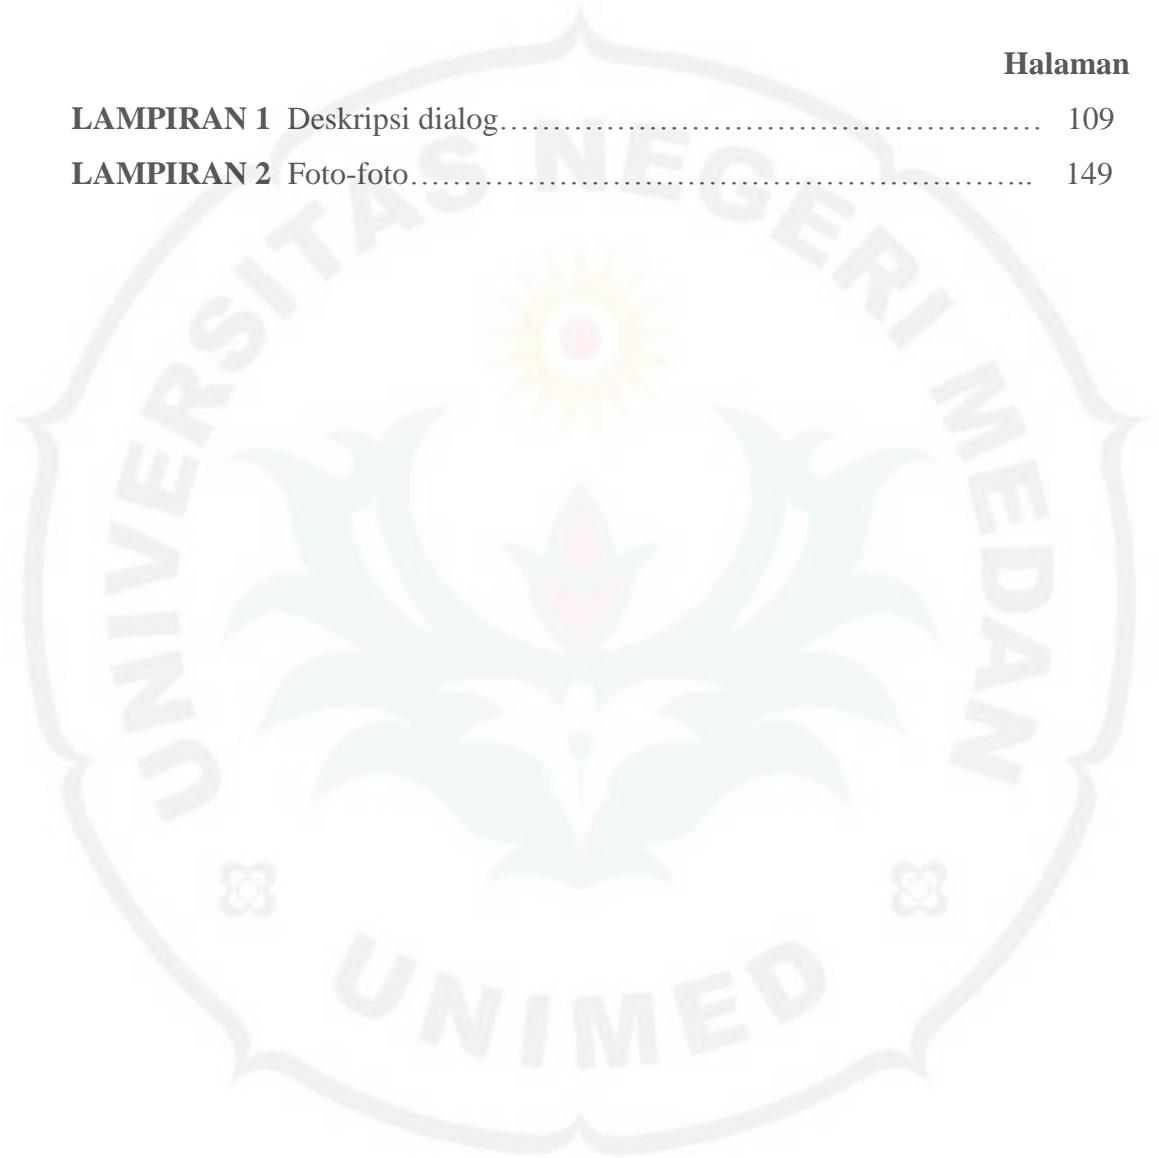 Halaman
LAMPIRAN 1 Deskripsi dialog……………………………………………… 109
LAMPIRAN 2 Foto-foto…………………………………………………….. 149
UNIVERSITAS NEGERI MEDAN
UNIMED